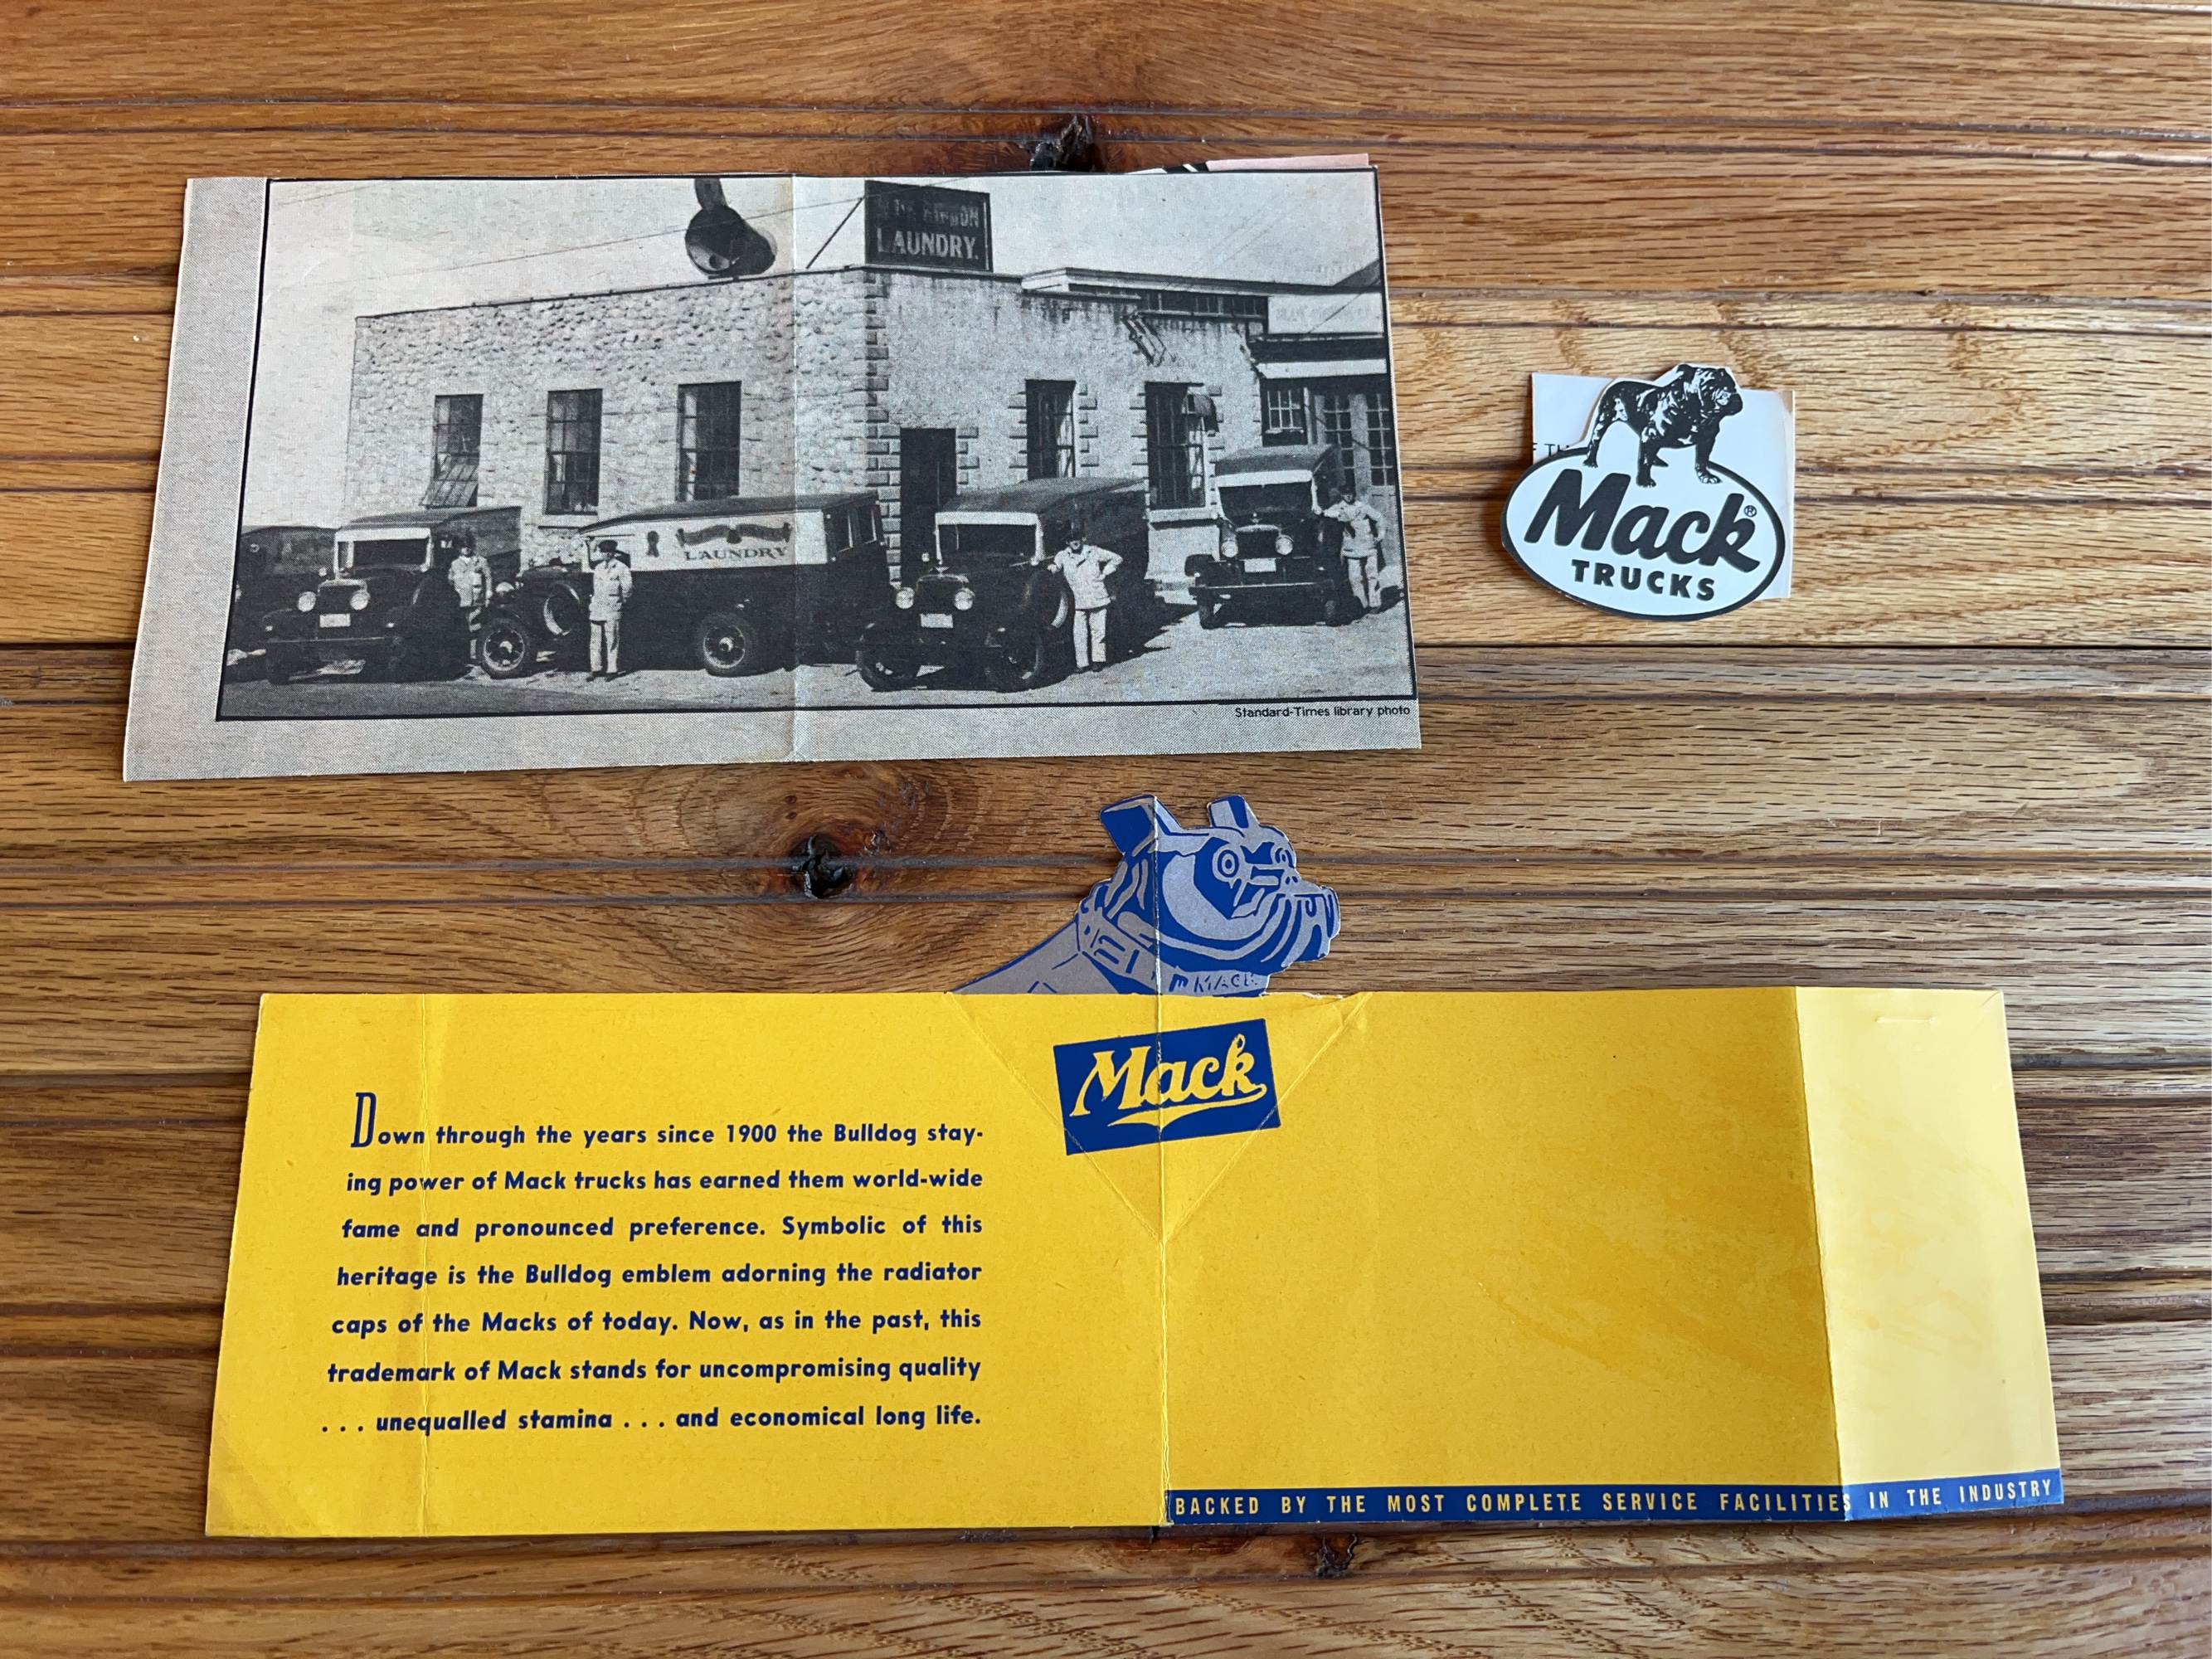 LAUNDRY.
LAUNDRY
Standard-Times library photo
Mack®
TRUCKS
MACK
Mack
Down through the years since 1900 the Bulldog stay-
ing power of Mack trucks has earned them world-wide
fame and pronounced preference. Symbolic of this
heritage is the Bulldog emblem adorning the radiator
caps of the Macks of today. Now, as in the past, this
trademark of Mack stands for uncompromising quality
... unequalled stamina ... and economical long life.
BACKED BY THE MOST COMPLETE SERVICE FACILITIES IN THE INDUSTRY